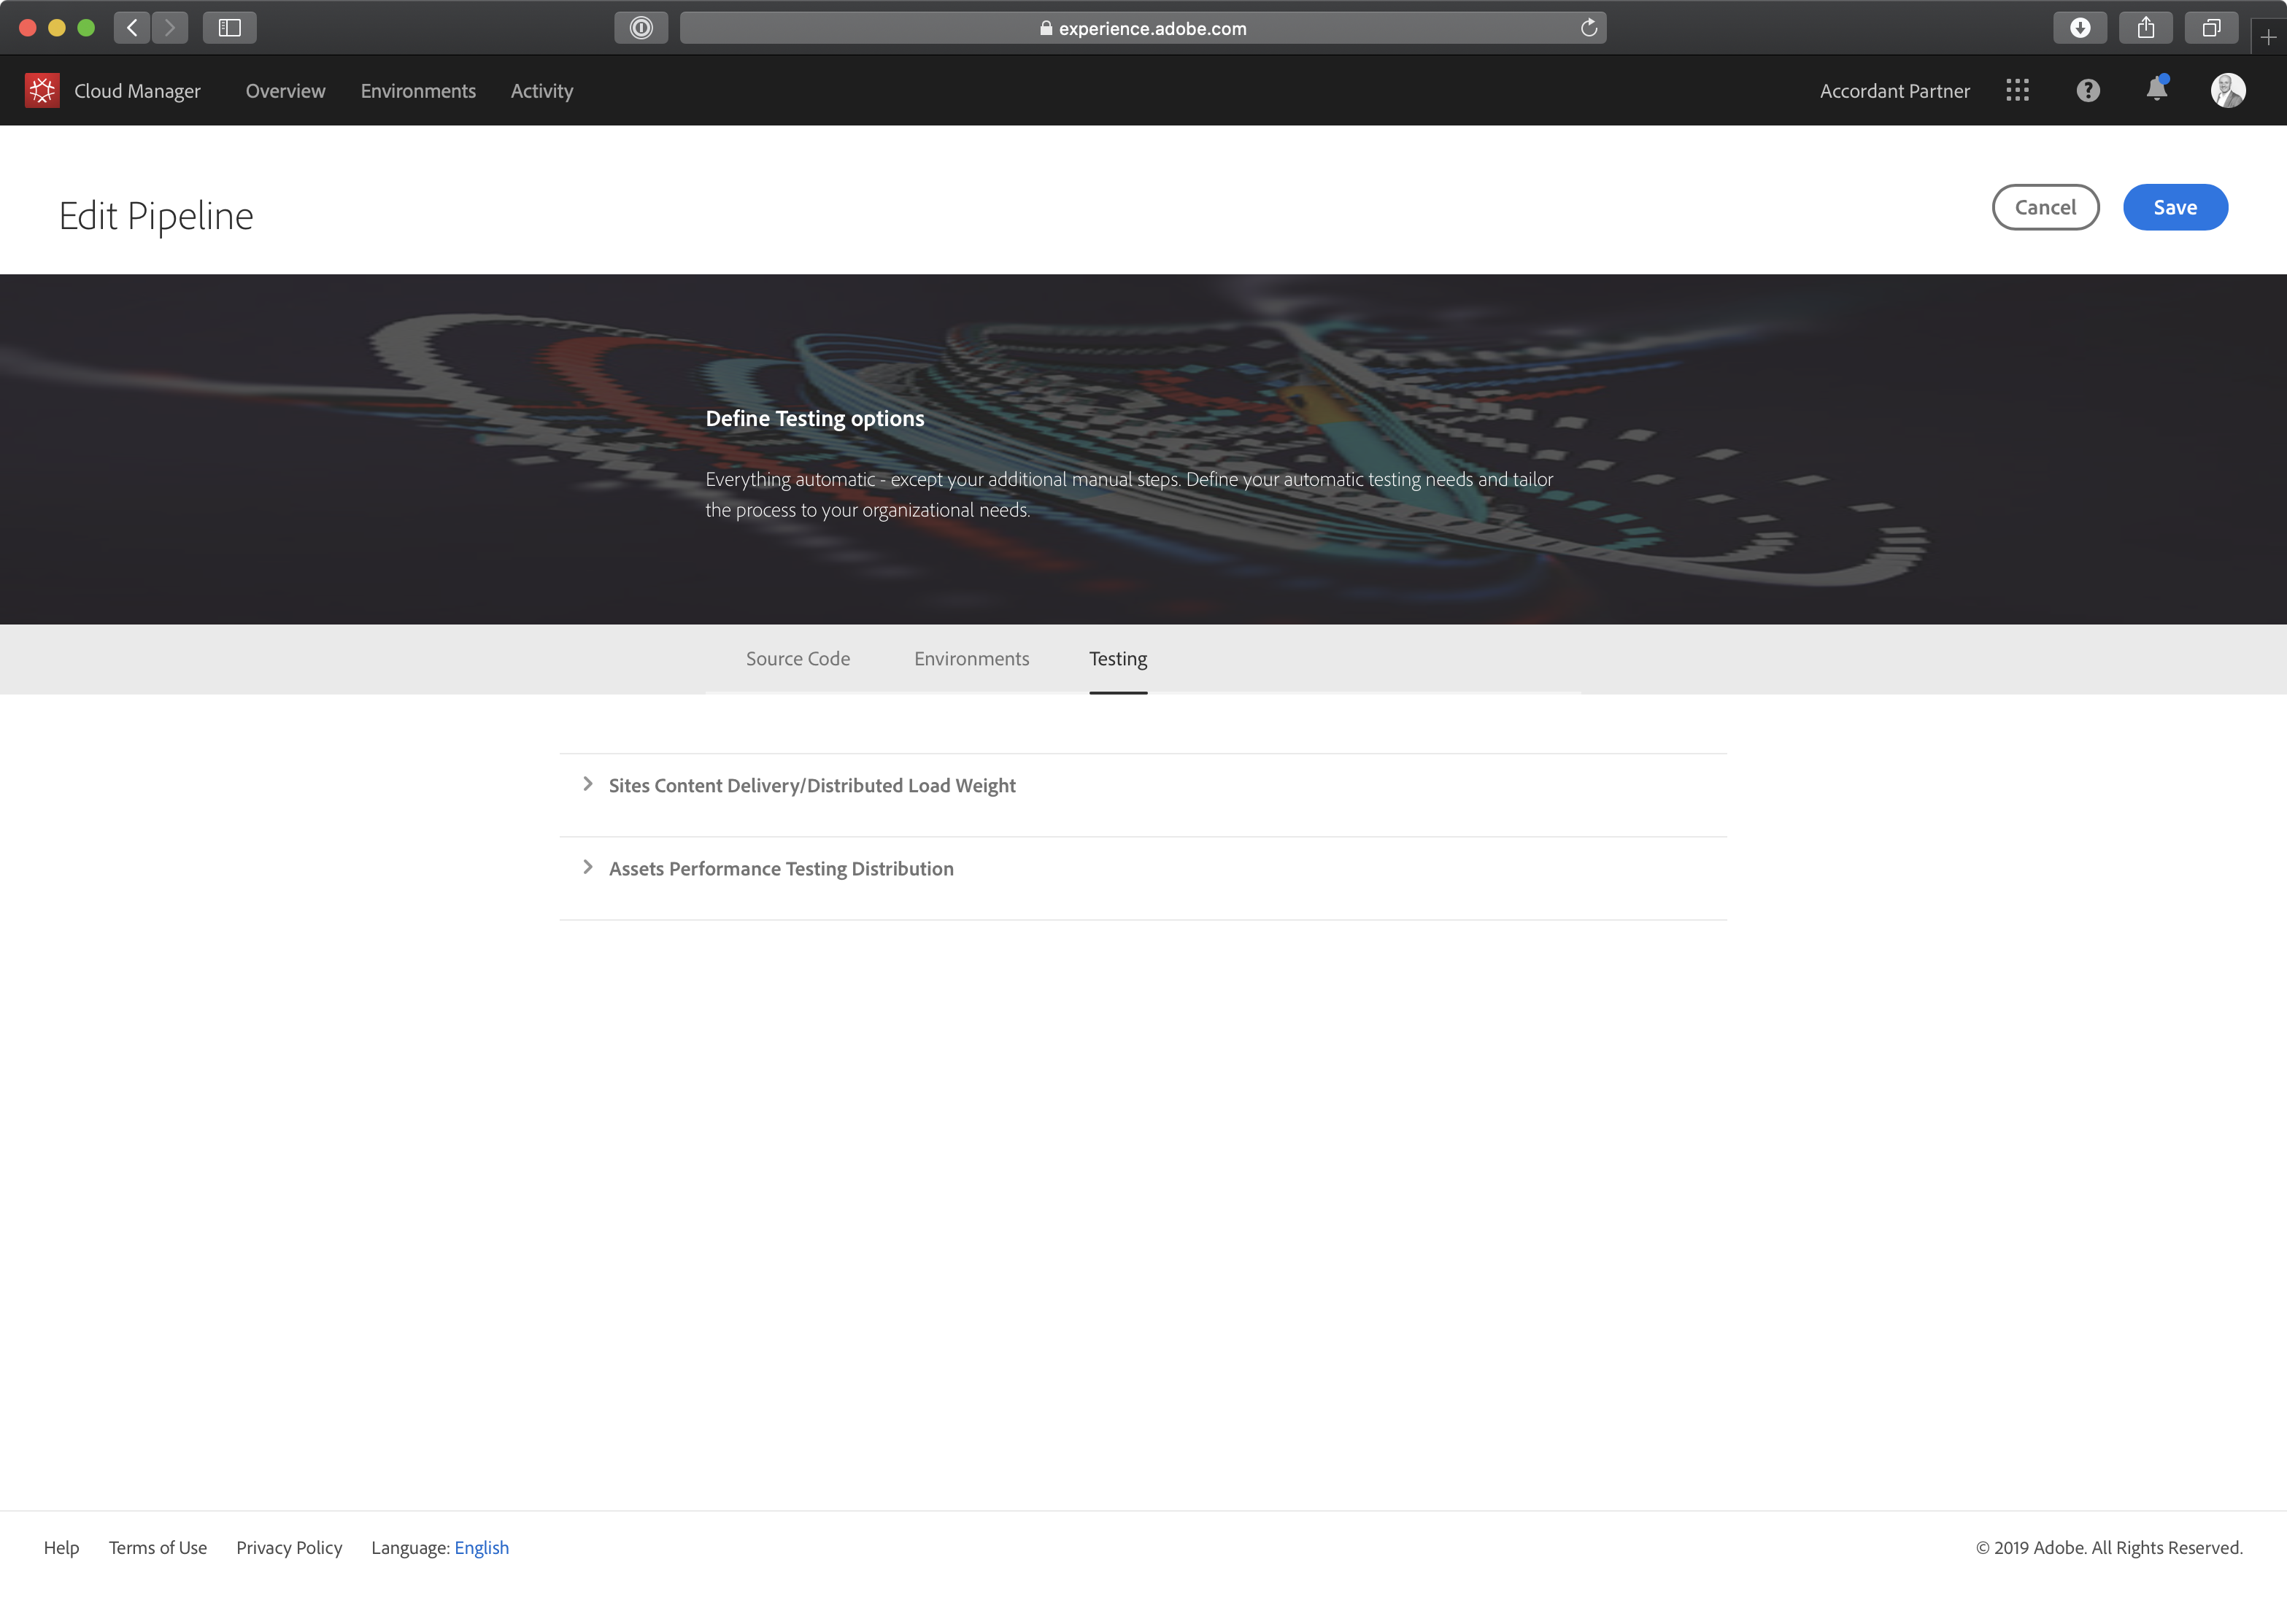 experience.adobe.com
Cloud Manager Overview Environments Activity Accordant Partner
Edit Pipeline Cancel Save
Define Testing options
Everything automatic - except your additional manual steps. Define your automatic testing needs and tailor
the process to your organizational needs.
Source Code Environments Testing
Sites Content Delivery/Distributed Load Weight
Assets Performance Testing Distribution
Help Terms of Use Privacy Policy Language: English © 2019 Adobe. All Rights Reserved.